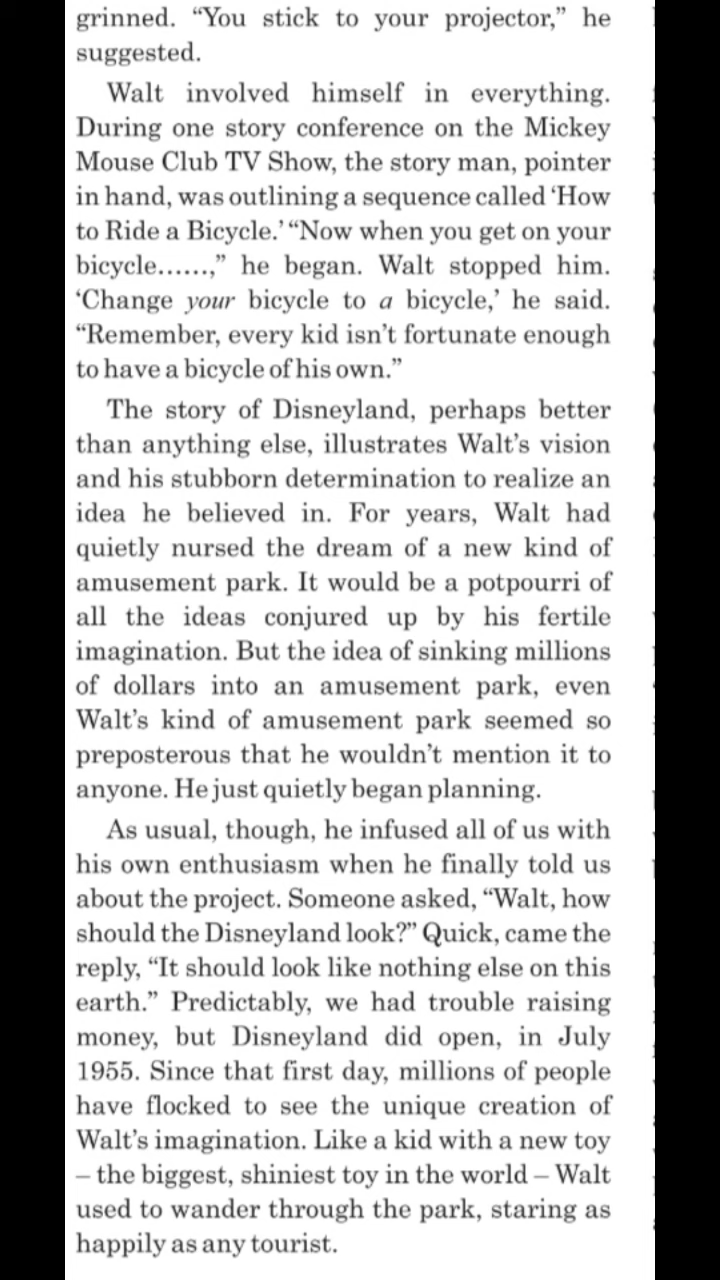 grinned. “You stick to your projector,” he
suggested.
Walt involved himself in everything.
During one story conference on the Mickey
Mouse Club TV Show, the story man, pointer
in hand, was outlining a sequence called ‘How
to Ride a Bicycle.’ “Now when you get on your
bicycle......,” he began. Walt stopped him.
‘Change your bicycle to a bicycle,’ he said.
“Remember, every kid isn’t fortunate enough
to have a bicycle of his own.”
The story of Disneyland, perhaps better
than anything else, illustrates Walt’s vision
and his stubborn determination to realize an
idea he believed in. For years, Walt had
quietly nursed the dream of a new kind of
amusement park. It would be a potpourri of
all the ideas conjured up by his fertile
imagination. But the idea of sinking millions
of dollars into an amusement park, even
Walt’s kind of amusement park seemed so
preposterous that he wouldn’t mention it to
anyone. He just quietly began planning.
As usual, though, he infused all of us with
his own enthusiasm when he finally told us
about the project. Someone asked, “Walt, how
should the Disneyland look?” Quick, came the
reply, “It should look like nothing else on this
earth.” Predictably, we had trouble raising
money, but Disneyland did open, in July
1955. Since that first day, millions of people
have flocked to see the unique creation of
Walt’s imagination. Like a kid with a new toy
– the biggest, shiniest toy in the world – Walt
used to wander through the park, staring as
happily as any tourist.